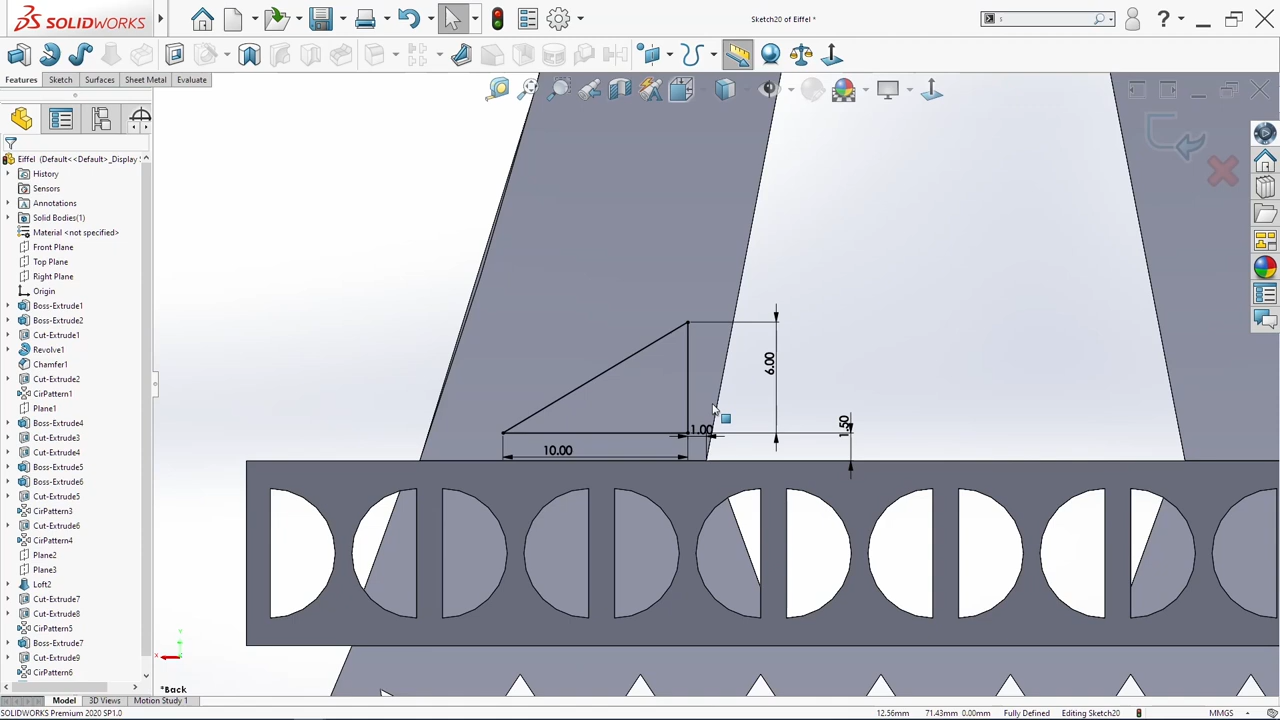 SOLIDWORKS
Sketch20 of Eiffel *
s
Features
Sketch
Surfaces
Sheet Metal
Evaluate
Eiffel (Default<<Default>_Display
History
Sensors
Annotations
Solid Bodies(1)
Material <not specified>
Front Plane
Top Plane
Right Plane
Origin
Boss-Extrude1
Boss-Extrude2
Cut-Extrude1
Revolve1
Chamfer1
Cut-Extrude2
CirPattern1
Plane1
Boss-Extrude4
Cut-Extrude3
Cut-Extrude4
Boss-Extrude5
Boss-Extrude6
Cut-Extrude5
CirPattern3
Cut-Extrude6
CirPattern4
Plane2
Plane3
Loft2
Cut-Extrude7
Cut-Extrude8
CirPattern5
Boss-Extrude7
Cut-Extrude9
CirPattern6
6.00
1.50
1.00
10.00
Y
X
*Back
Model
3D Views
Motion Study 1
SOLIDWORKS Premium 2020 SP1.0
12.56mm
71.43mm
0.00mm
Fully Defined
Editing Sketch20
MMGS